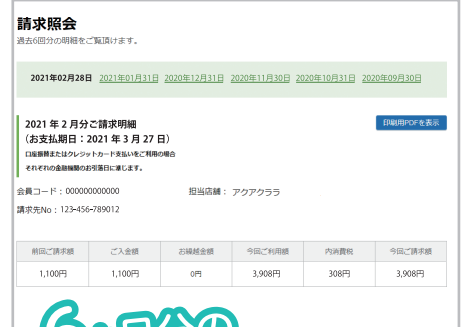 請求照会
過去6回分の明細をご覧頂けます。
2021年02月28日 2021年01月31日 2020年12月31日 2020年11月30日 2020年10月31日 2020年09月30日
2021 年 2 月分ご請求明細
印刷用PDFを表示
(お支払期日：2021 年 3 月 27 日)
口座振替またはクレジットカード支払いをご利用の場合
それぞれの金融機関のお引落日に準じます。
会員コード：000000000000 担当店舗： アクアクララ
請求先No：123-456-789012
前回ご請求額 ご入金額 お繰越金額 今回ご利用額 内消費税 今回ご請求額
1,100円 1,100円 0円 3,908円 308円 3,908円